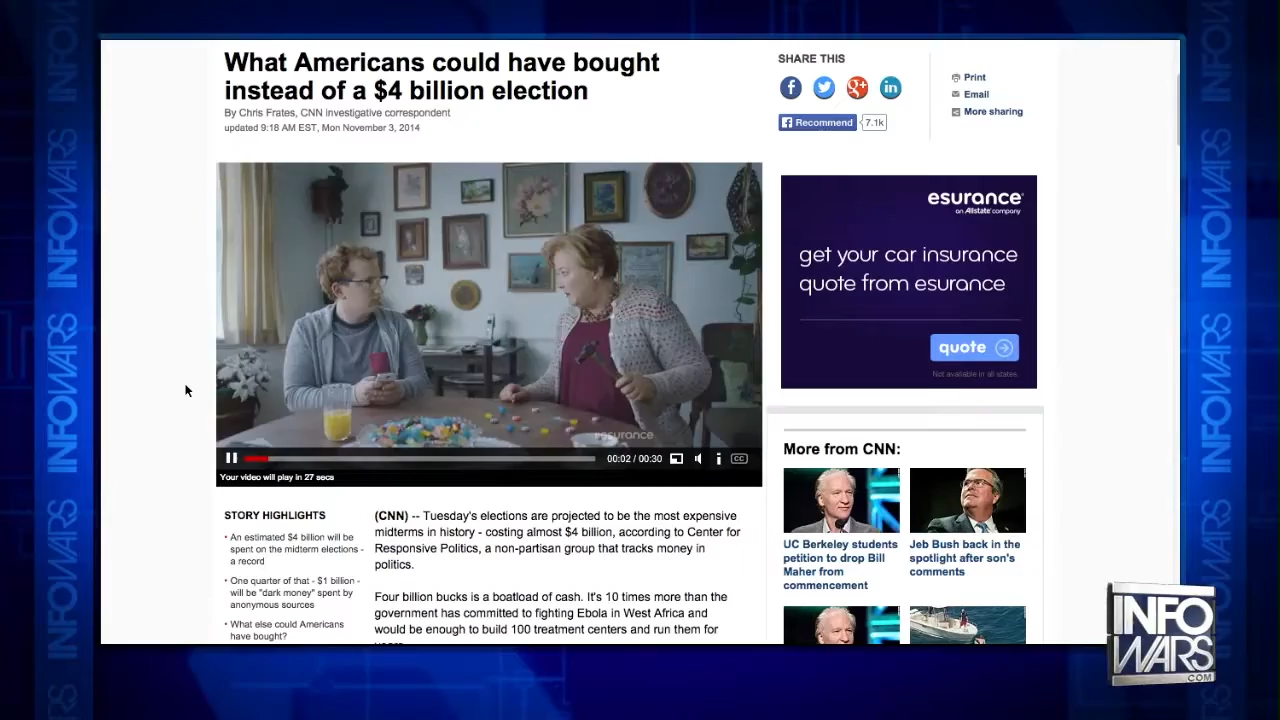 What Americans could have bought
instead of a $4 billion election
By Chris Frates, CNN investigative correspondent
updated 9:18 AM EST, Mon November 3, 2014
SHARE THIS
Print
Email
More sharing
Recommend
7.1k
esurance
an Allstate company
get your car insurance
quote from esurance
quote
Not available in all states.
esurance
00:02 / 00:30
CC
Your video will play in 27 secs
STORY HIGHLIGHTS
An estimated $4 billion will be
spent on the midterm elections -
a record
One quarter of that - $1 billion -
will be "dark money" spent by
anonymous sources
What else could Americans
have bought?
(CNN) -- Tuesday's elections are projected to be the most expensive
midterms in history - costing almost $4 billion, according to Center for
Responsive Politics, a non-partisan group that tracks money in
politics.
Four billion bucks is a boatload of cash. It's 10 times more than the
government has committed to fighting Ebola in West Africa and
would be enough to build 100 treatment centers and run them for
More from CNN:
UC Berkeley students
petition to drop Bill
Maher from
commencement
Jeb Bush back in the
spotlight after son's
comments
INFOWARS
INFOWARS
INFOWARS
INFOWARS
INFOWARS
INFOWARS
INFO
WARS
.COM